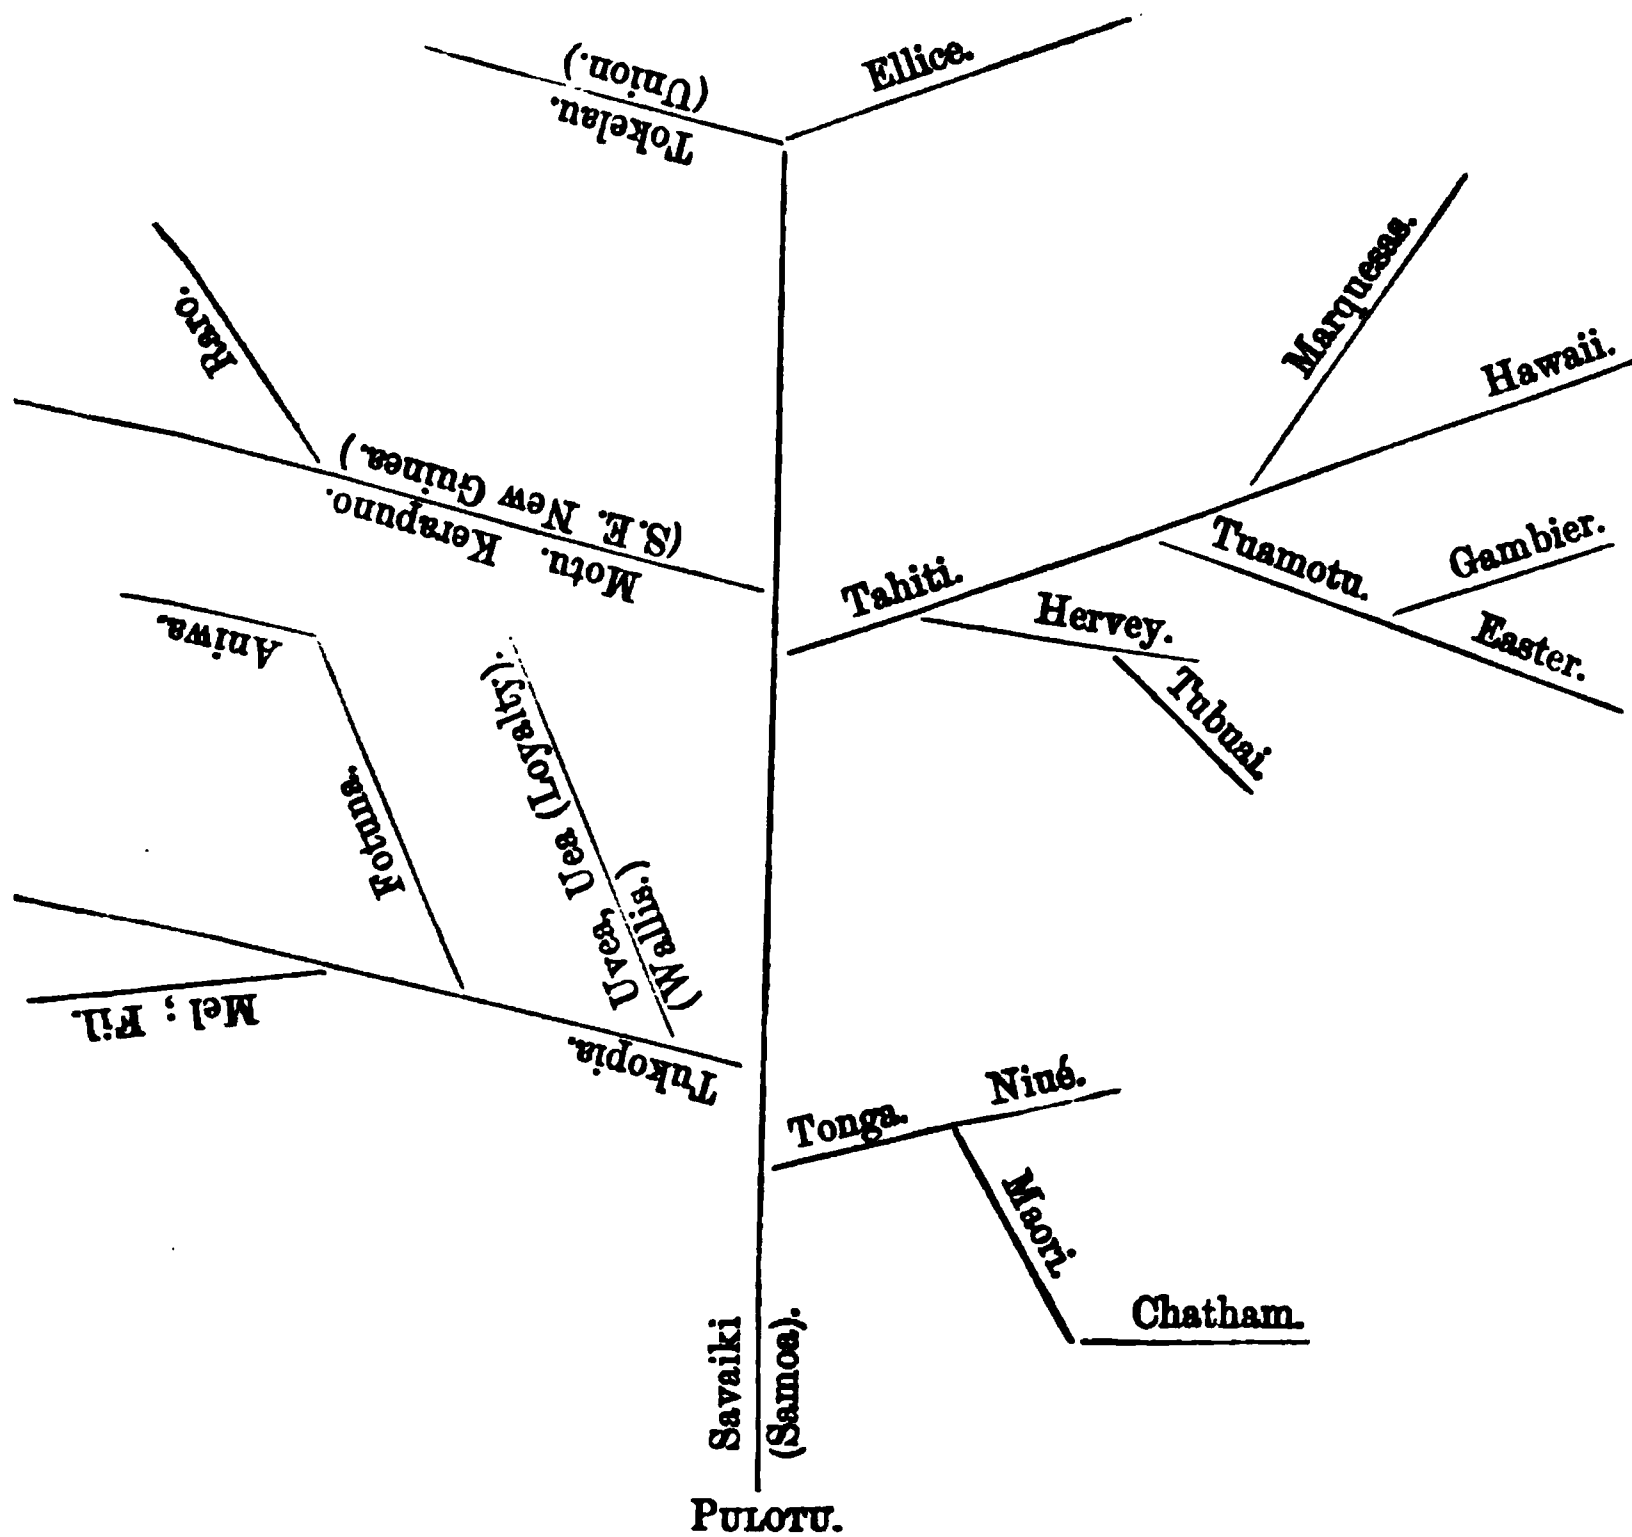 Ellice.
(Union.)
Tokelau.
Marquesas.
Raro.
Hawaii.
(S.E. New Guinea.)
Motu. Kerapuno.
Tahiti.
Tuamotu.
Gambier.
Easter.
Hervey.
Tubuai.
Aniwa.
Fotuna.
Uvea, Uea (Loyalty).
(Wallis.)
Mel; Fil.
Tukopia.
Tonga.
Niué.
Maori.
Chatham.
Savaiki
(Samoa).
PULOTU.